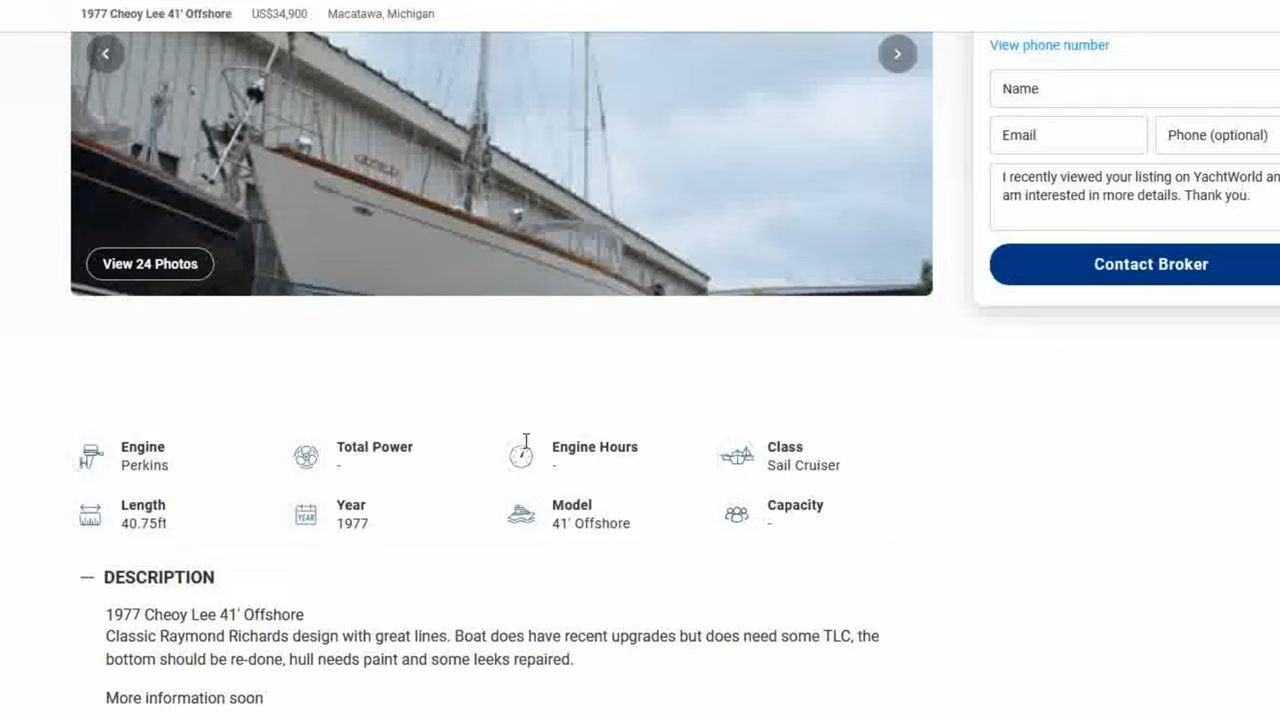 1977 Cheoy Lee 41' Offshore US$34,900 Macatawa, Michigan
View 24 Photos
View phone number
Name
Email Phone (optional)
I recently viewed your listing on YachtWorld an
am interested in more details. Thank you.
Contact Broker
Engine Total Power Engine Hours Class
Perkins - - Sail Cruiser
Length Year Model Capacity
40.75ft 1977 41' Offshore -
YEAR
— DESCRIPTION
1977 Cheoy Lee 41' Offshore
Classic Raymond Richards design with great lines. Boat does have recent upgrades but does need some TLC, the
bottom should be re-done, hull needs paint and some leeks repaired.
More information soon